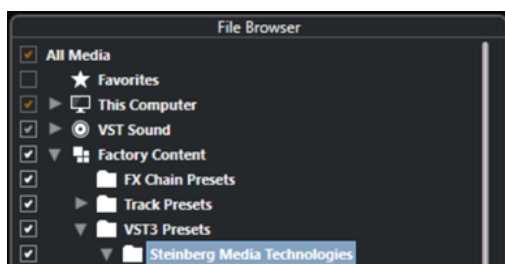 File Browser
All Media
Favorites
This Computer
VST Sound
Factory Content
FX Chain Presets
Track Presets
VST3 Presets
Steinberg Media Technologies